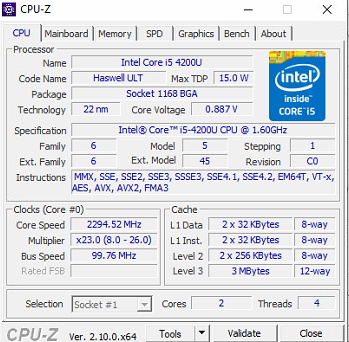 CPU-Z
CPU Mainboard Memory SPD Graphics Bench About
Processor
Name Intel Core i5 4200U
Code Name Haswell ULT Max TDP 15.0 W
Package Socket 1168 BGA
Technology 22 nm Core Voltage 0.887 V
intel
inside™
CORE i5
Specification Intel® Core™ i5-4200U CPU @ 1.60GHz
Family 6 Model 5 Stepping 1
Ext. Family 6 Ext. Model 45 Revision C0
Instructions MMX, SSE, SSE2, SSE3, SSSE3, SSE4.1, SSE4.2, EM64T, VT-x,
AES, AVX, AVX2, FMA3
Clocks (Core #0)
Core Speed 2294.52 MHz
Multiplier x23.0 (8.0 - 26.0)
Bus Speed 99.76 MHz
Rated FSB
Cache
L1 Data 2 x 32 KBytes 8-way
L1 Inst. 2 x 32 KBytes 8-way
Level 2 2 x 256 KBytes 8-way
Level 3 3 MBytes 12-way
Selection Socket #1 Cores 2 Threads 4
CPU-Z Ver. 2.10.0.x64 Tools Validate Close